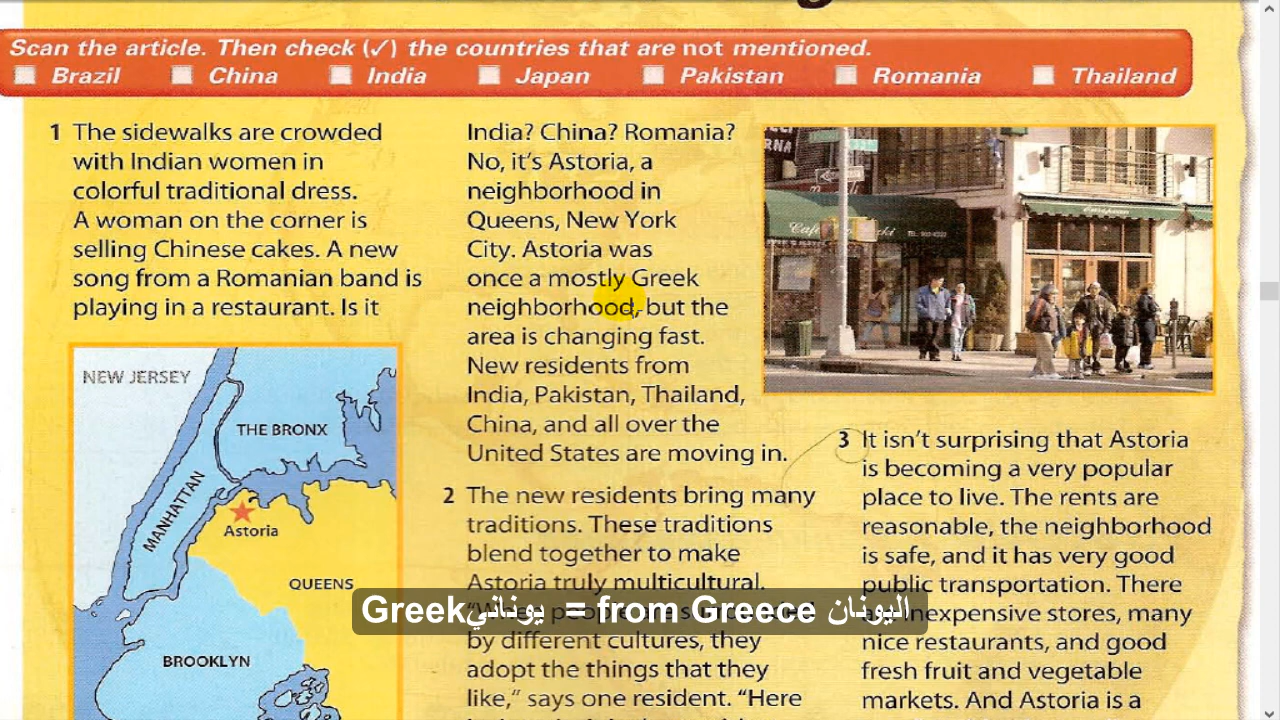 Scan the article. Then check (✓) the countries that are not mentioned.
Brazil China India Japan Pakistan Romania Thailand
1 The sidewalks are crowded
with Indian women in
colorful traditional dress.
A woman on the corner is
selling Chinese cakes. A new
song from a Romanian band is
playing in a restaurant. Is it
NEW JERSEY
THE BRONX
MANHATTAN
Astoria
QUEENS
BROOKLYN
India? China? Romania?
No, it's Astoria, a
neighborhood in
Queens, New York
City. Astoria was
once a mostly Greek
neighborhood, but the
area is changing fast.
New residents from
India, Pakistan, Thailand,
China, and all over the
United States are moving in.
2 The new residents bring many
traditions. These traditions
blend together to make
Astoria truly multicultural.
by different cultures, they
adopt the things that they
like," says one resident. "Here
3 It isn't surprising that Astoria
is becoming a very popular
place to live. The rents are
reasonable, the neighborhood
is safe, and it has very good
public transportation. There
inexpensive stores, many
nice restaurants, and good
fresh fruit and vegetable
markets. And Astoria is a
Greek يوناني = from Greece اليونان